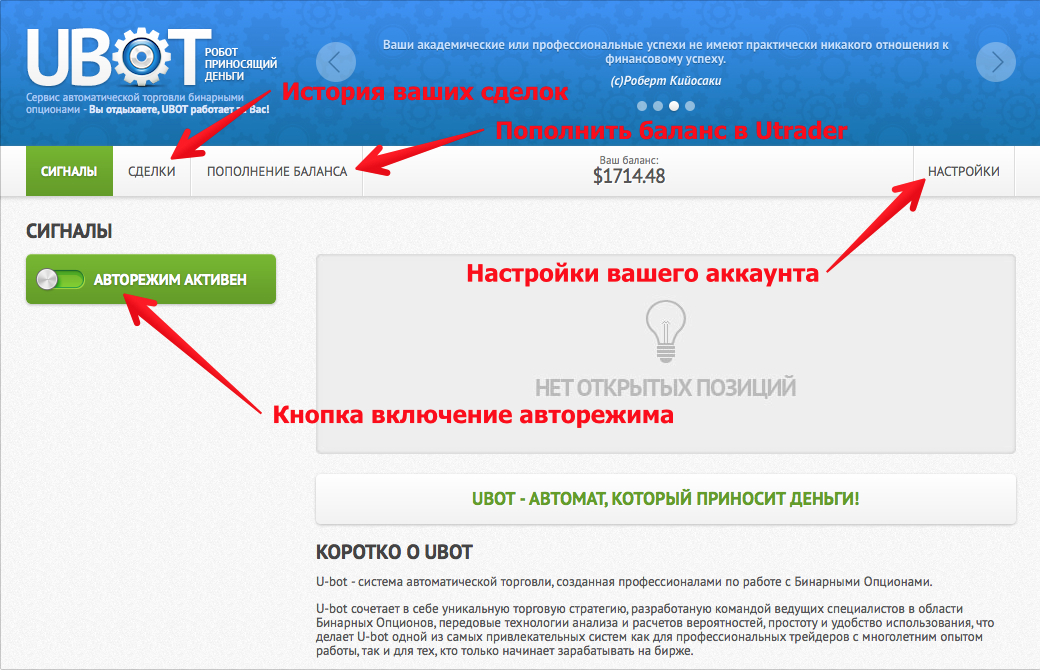 UBOT
РОБОТ
ПРИНОСЯЩИЙ
ДЕНЬГИ
Сервис автоматической торговли бинарными
опционами - Вы отдыхаете, UBOT работает за Вас!
Ваши академические или профессиональные успехи не имеют практически никакого отношения к
финансовому успеху.
(с)Роберт Кийосаки
История ваших сделок
Пополнить баланс в Utrader
СИГНАЛЫ
СДЕЛКИ
ПОПОЛНЕНИЕ БАЛАНСА
Ваш баланс:
$1714.48
НАСТРОЙКИ
СИГНАЛЫ
АВТОРЕЖИМ АКТИВЕН
Настройки вашего аккаунта
НЕТ ОТКРЫТЫХ ПОЗИЦИЙ
Кнопка включение авторежима
UBOT - АВТОМАТ, КОТОРЫЙ ПРИНОСИТ ДЕНЬГИ!
КОРОТКО О UBOT
U-bot - система автоматической торговли, созданная профессионалами по работе с Бинарными Опционами.
U-bot сочетает в себе уникальную торговую стратегию, разработаную командой ведущих специалистов в области
Бинарных Опционов, передовые технологии анализа и расчетов вероятностей, простоту и удобство использования, что
делает U-bot одной из самых привлекательных систем как для профессиональных трейдеров с многолетним опытом
работы, так и для тех, кто только начинает зарабатывать на бирже.